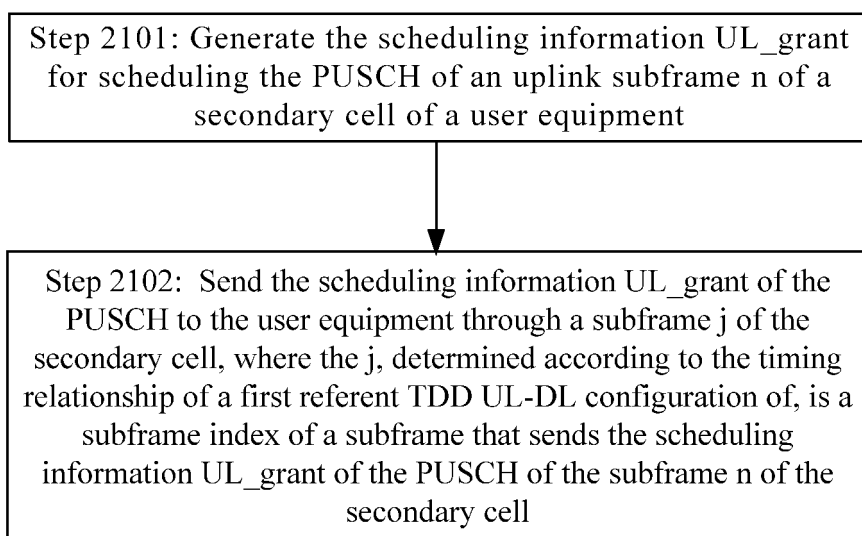 Step 2101: Generate the scheduling information UL_grant
for scheduling the PUSCH of an uplink subframe n of a
secondary cell of a user equipment
Step 2102: Send the scheduling information UL_grant of the
PUSCH to the user equipment through a subframe j of the
secondary cell, where the j, determined according to the timing
relationship of a first referent TDD UL-DL configuration of, is a
subframe index of a subframe that sends the scheduling
information UL_grant of the PUSCH of the subframe n of the
secondary cell